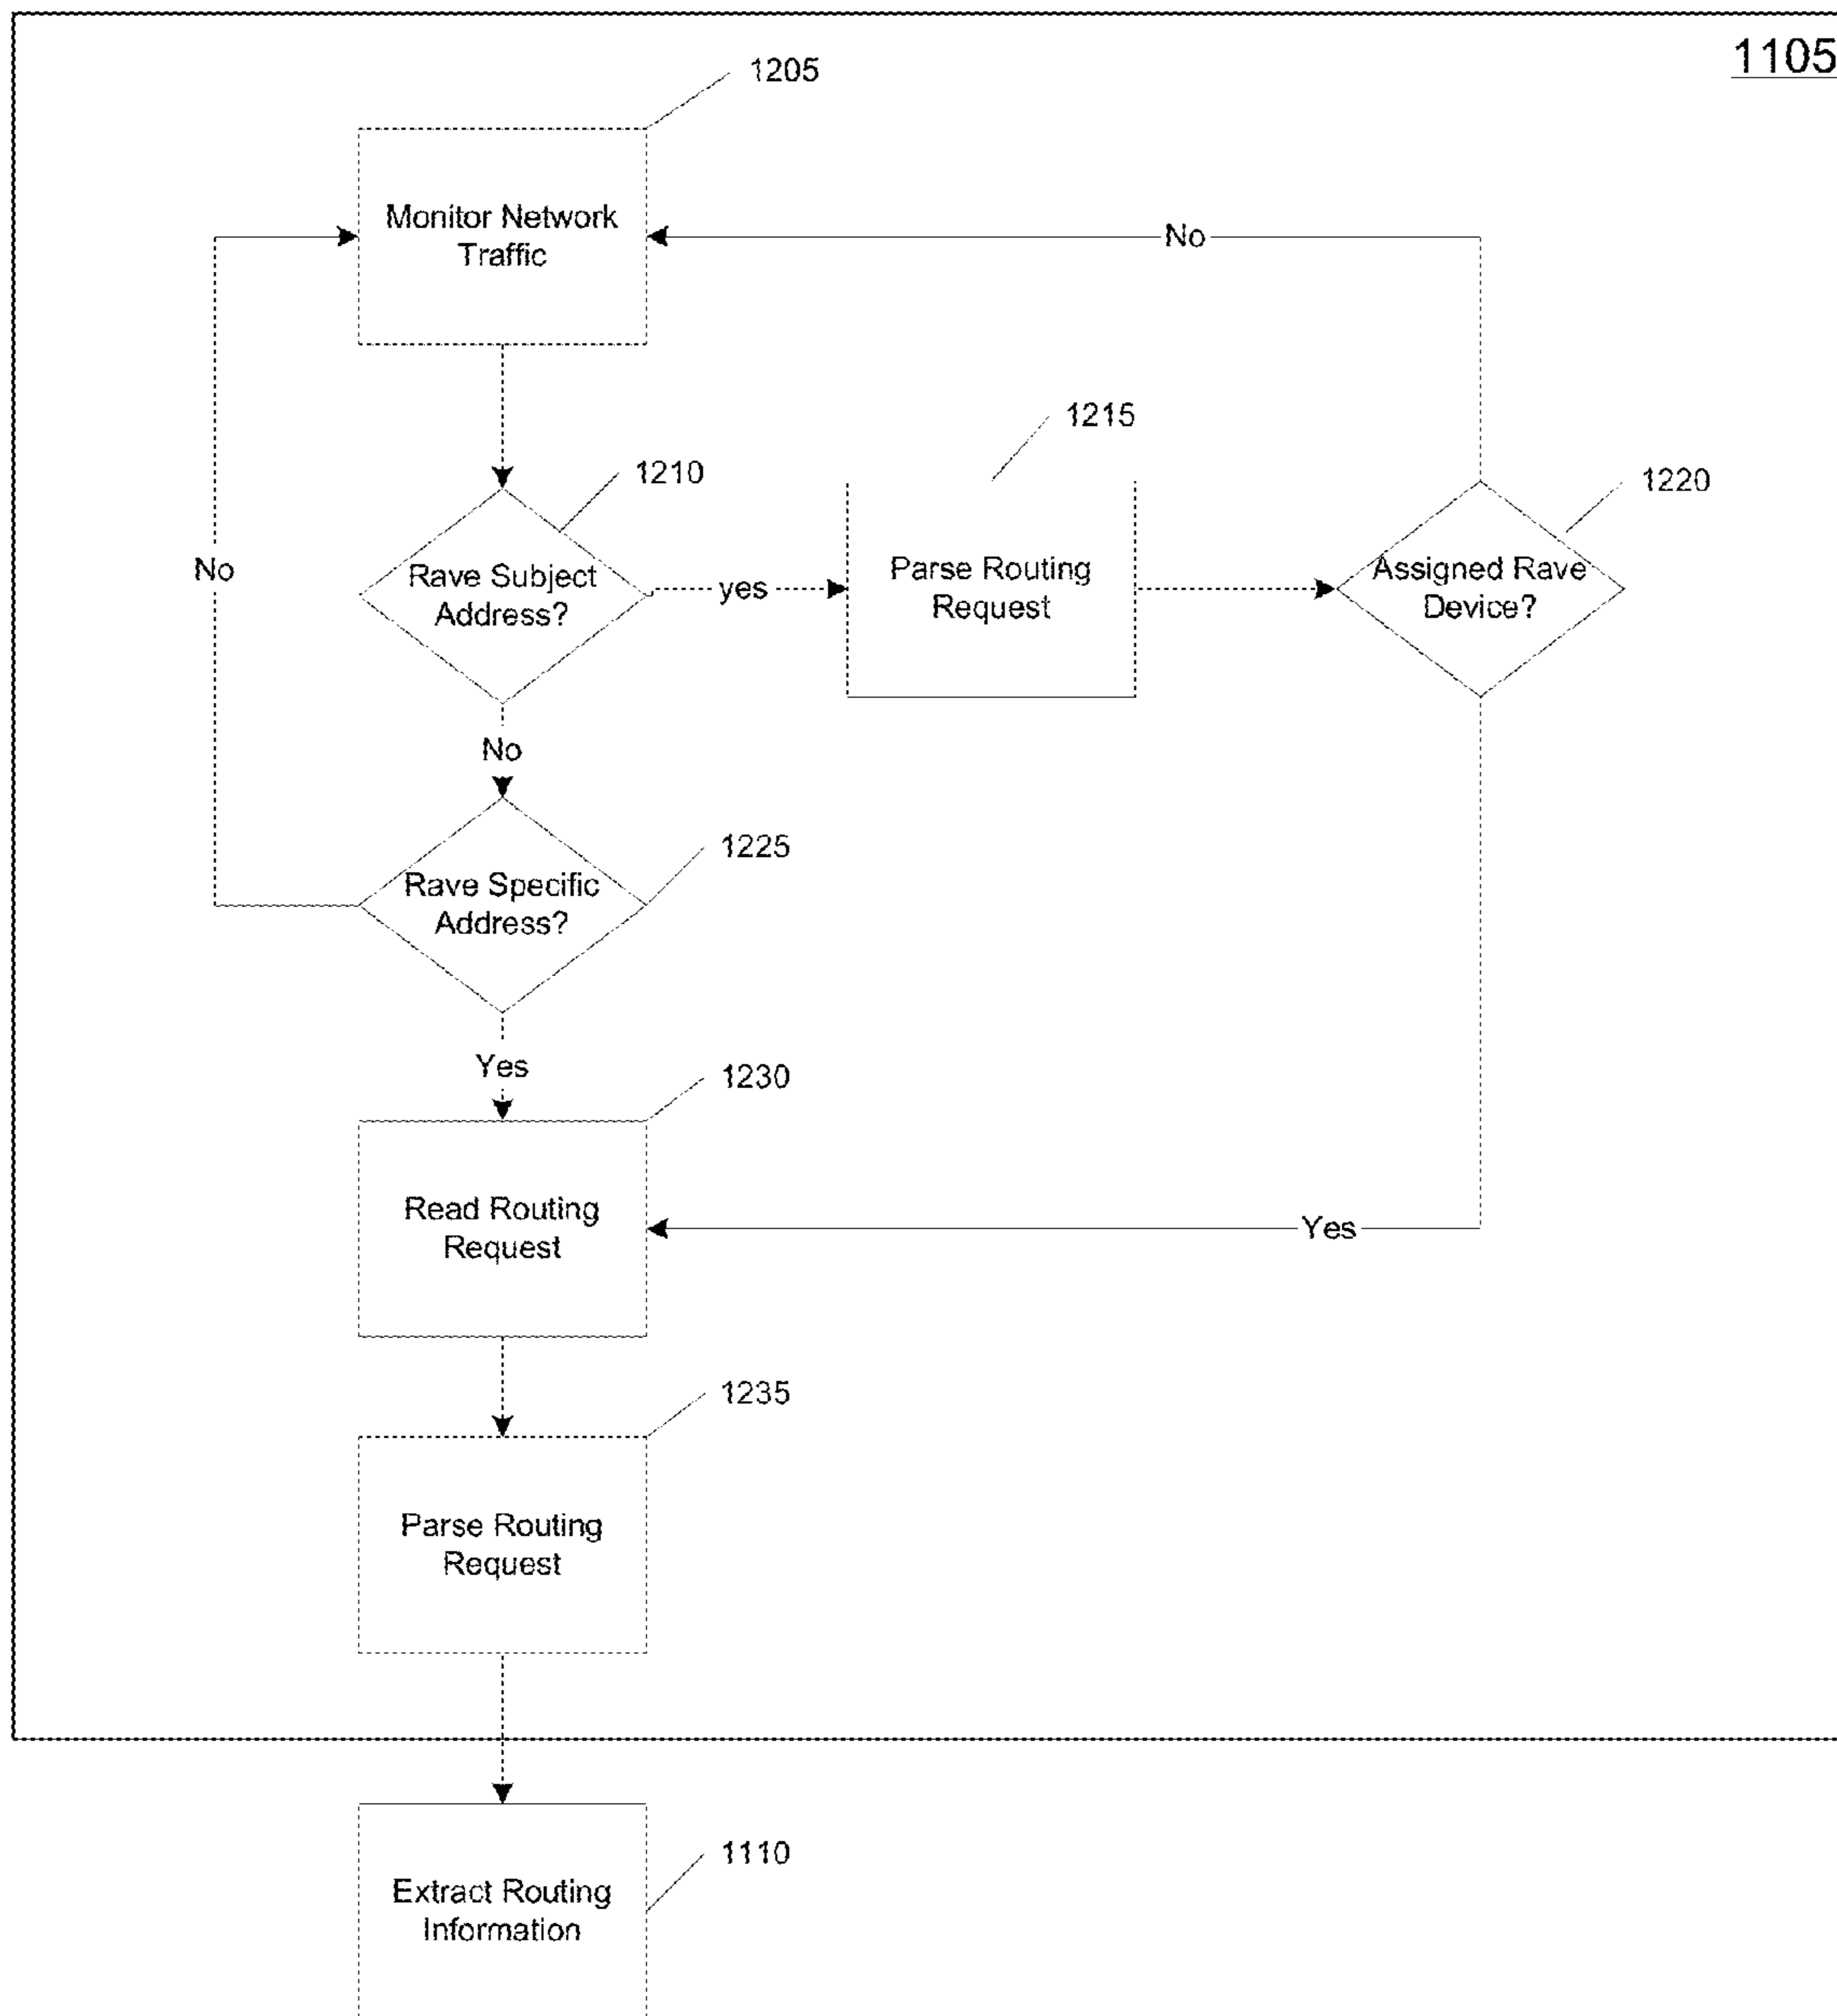 1105
1205
Monitor Network
Traffic
No
1215
1210
1220
No
Rave Subject
Address?
yes
Parse Routing
Request
Assigned Rave
Device?
No
1225
Rave Specific
Address?
Yes
1230
Read Routing
Request
Yes
1235
Parse Routing
Request
1110
Extract Routing
Information